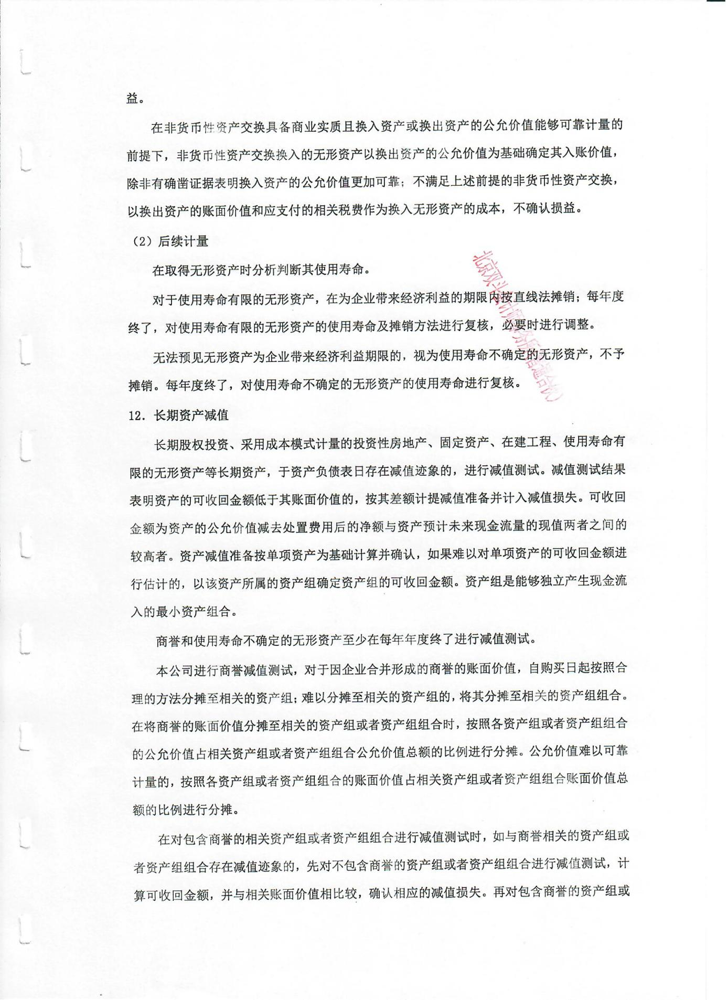 益。
在非货币性资产交换具备商业实质且换入资产或换出资产的公允价值能够可靠计量的
前提下，非货币性资产交换换入的无形资产以换出资产的公允价值为基础确定其入账价值，
除非有确凿证据表明换入资产的公允价值更加可靠；不满足上述前提的非货币性资产交换，
以换出资产的账面价值和应支付的相关税费作为换入无形资产的成本，不确认损益。
（2）后续计量
在取得无形资产时分析判断其使用寿命。
对于使用寿命有限的无形资产，在为企业带来经济利益的期限内按直线法摊销；每年度
终了，对使用寿命有限的无形资产的使用寿命及摊销方法进行复核，必要时进行调整。
无法预见无形资产为企业带来经济利益期限的，视为使用寿命不确定的无形资产，不予
摊销。每年度终了，对使用寿命不确定的无形资产的使用寿命进行复核。
北京双斗会计师事务所（普通合伙）
12．长期资产减值
长期股权投资、采用成本模式计量的投资性房地产、固定资产、在建工程、使用寿命有
限的无形资产等长期资产，于资产负债表日存在减值迹象的，进行减值测试。减值测试结果
表明资产的可收回金额低于其账面价值的，按其差额计提减值准备并计入减值损失。可收回
金额为资产的公允价值减去处置费用后的净额与资产预计未来现金流量的现值两者之间的
较高者。资产减值准备按单项资产为基础计算并确认，如果难以对单项资产的可收回金额进
行估计的，以该资产所属的资产组确定资产组的可收回金额。资产组是能够独立产生现金流
入的最小资产组合。
商誉和使用寿命不确定的无形资产至少在每年年度终了进行减值测试。
本公司进行商誉减值测试，对于因企业合并形成的商誉的账面价值，自购买日起按照合
理的方法分摊至相关的资产组；难以分摊至相关的资产组的，将其分摊至相关的资产组组合。
在将商誉的账面价值分摊至相关的资产组或者资产组组合时，按照各资产组或者资产组组合
的公允价值占相关资产组或者资产组组合公允价值总额的比例进行分摊。公允价值难以可靠
计量的，按照各资产组或者资产组组合的账面价值占相关资产组或者资产组组合账面价值总
额的比例进行分摊。
在对包含商誉的相关资产组或者资产组组合进行减值测试时，如与商誉相关的资产组或
者资产组组合存在减值迹象的，先对不包含商誉的资产组或者资产组组合进行减值测试，计
算可收回金额，并与相关账面价值相比较，确认相应的减值损失。再对包含商誉的资产组或